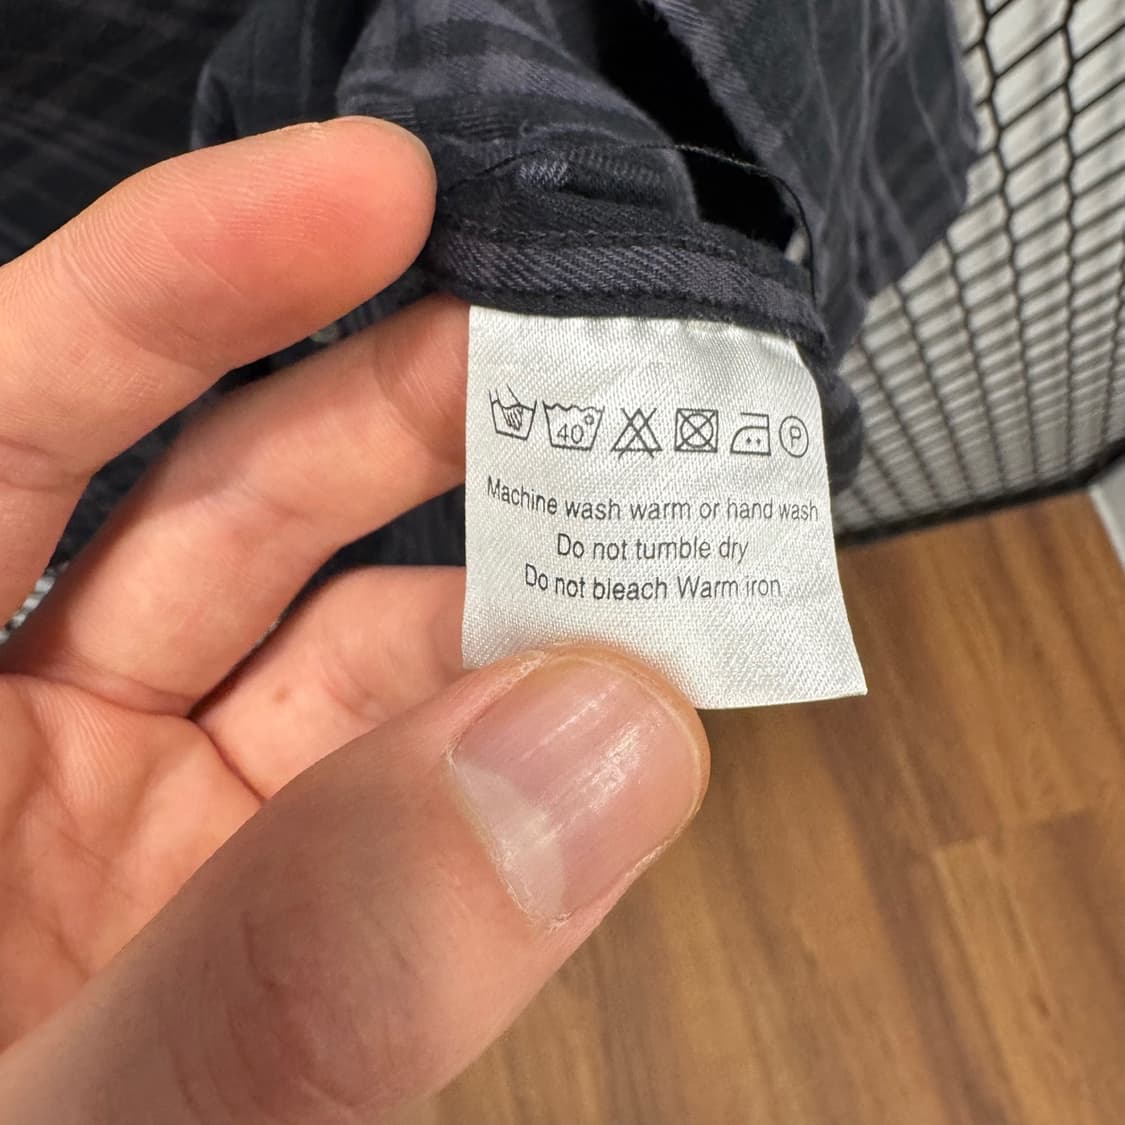 40° P
Machine wash warm or hand wash
Do not tumble dry
Do not bleach Warm iron